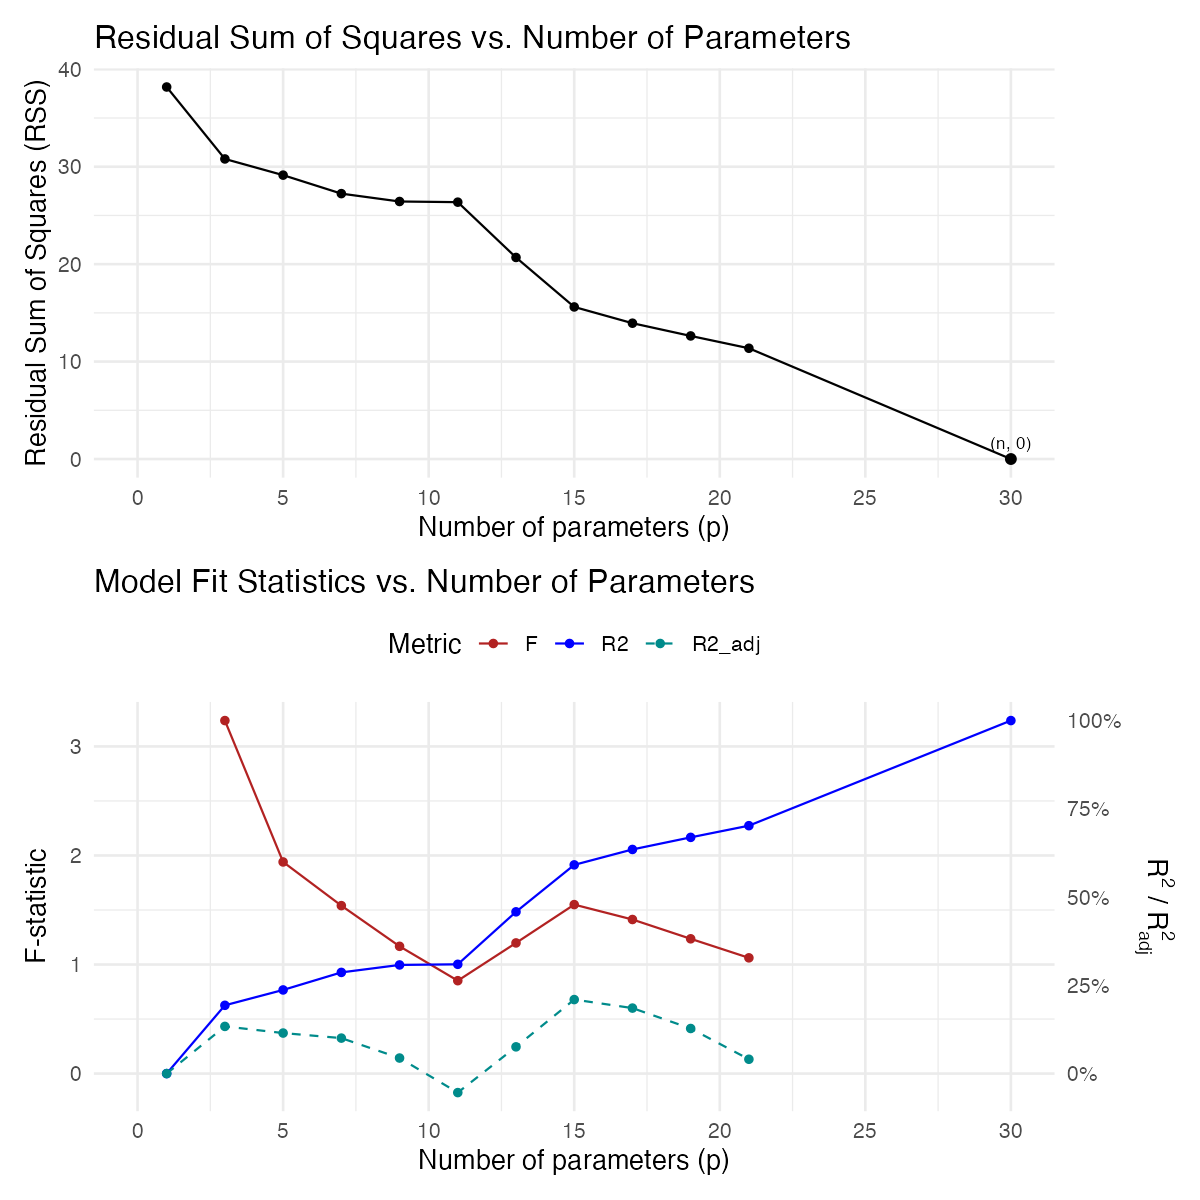 Residual Sum of Squares vs. Number of Parameters
Residual Sum of Squares (RSS)
40
30
20
10
0
(n, 0)
0 5 10 15 20 25 30
Number of parameters (p)
Model Fit Statistics vs. Number of Parameters
Metric F R2 R2_adj
F-statistic
3
2
1
0
100%
75%
50%
25%
0%
R² / R²adj
0 5 10 15 20 25 30
Number of parameters (p)